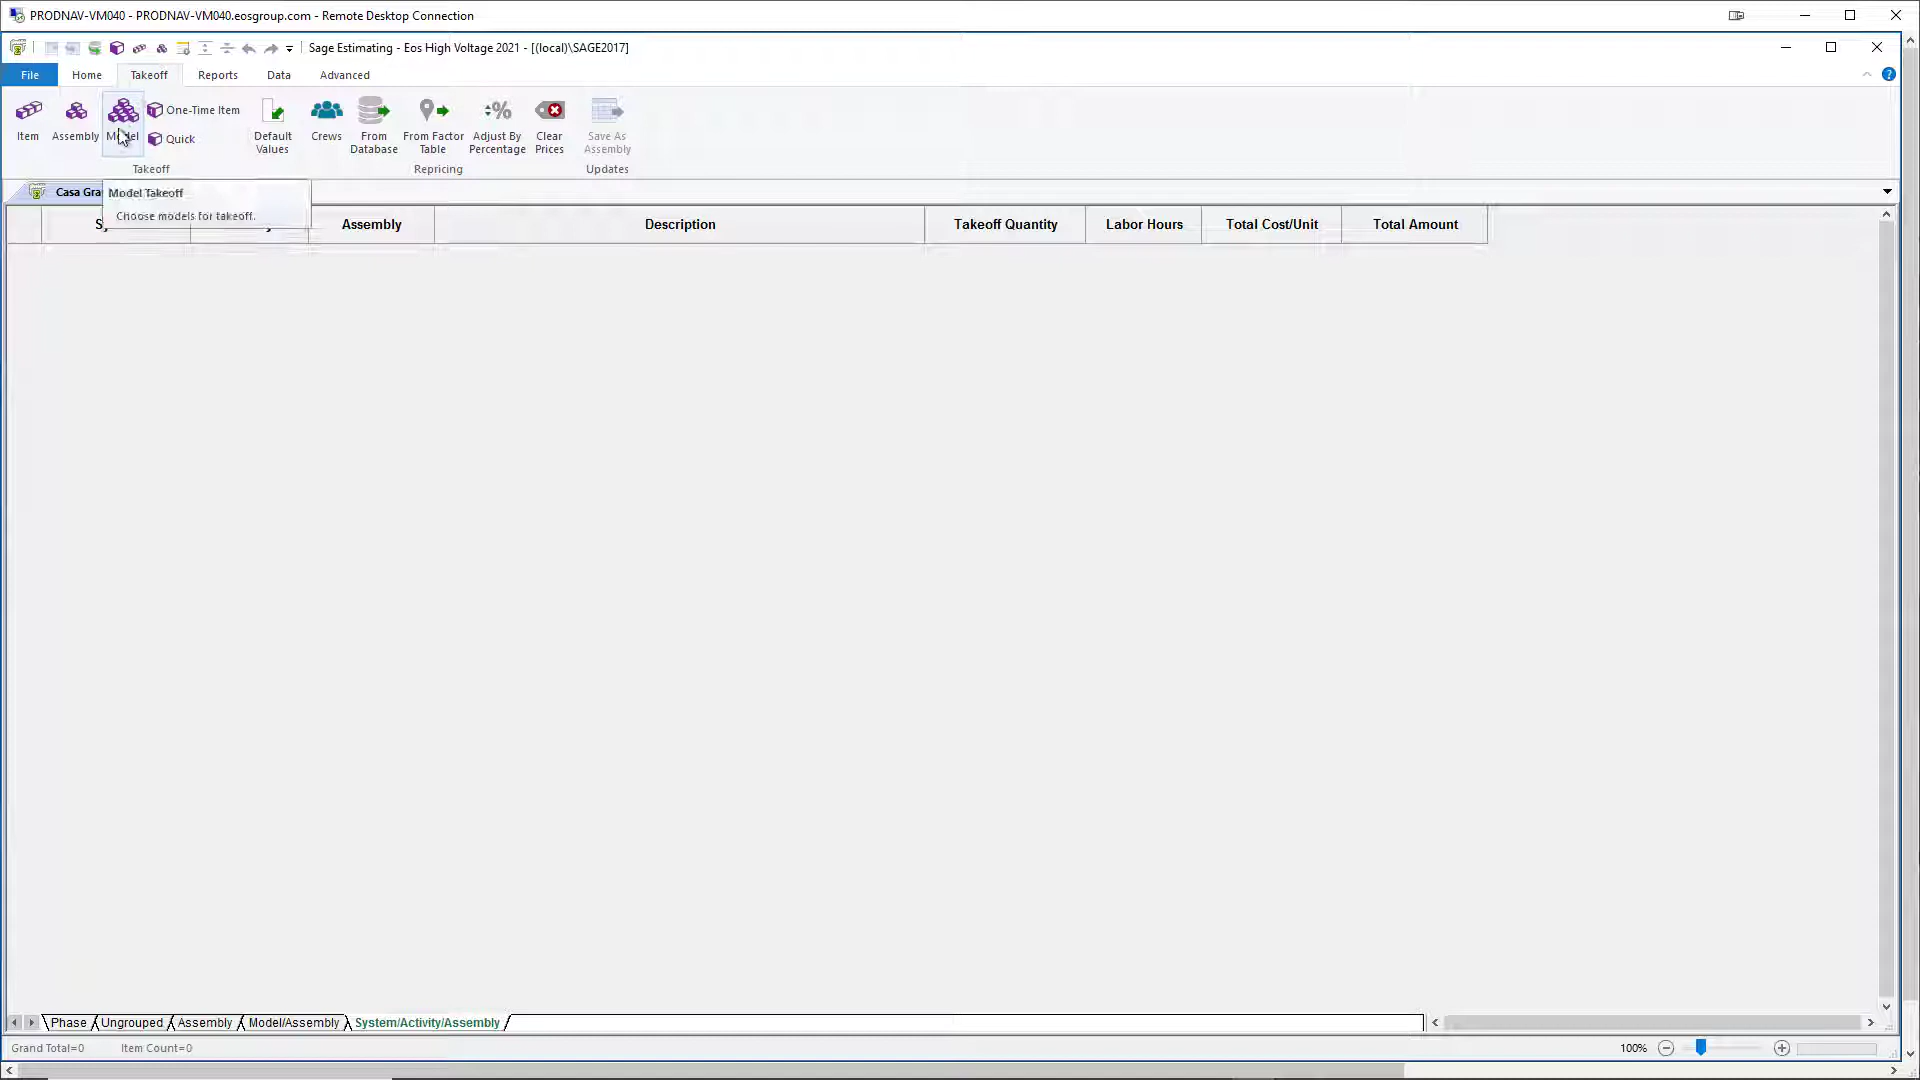 PRODNAV-VM040 - PRODNAV-VM040.eosgroup.com - Remote Desktop Connection
Sage Estimating - Eos High Voltage 2021 - [(local)\SAGE2017]
File Home Takeoff Reports Data Advanced
Item Assembly Model One-Time Item Quick Default Values Crews From Database From Factor Table Adjust By Percentage Clear Prices Save As Assembly
Takeoff Repricing Updates
Casa Gra
Model Takeoff
Choose models for takeoff.
Assembly Description Takeoff Quantity Labor Hours Total Cost/Unit Total Amount
Phase Ungrouped Assembly Model/Assembly System/Activity/Assembly
Grand Total=0 Item Count=0 100%